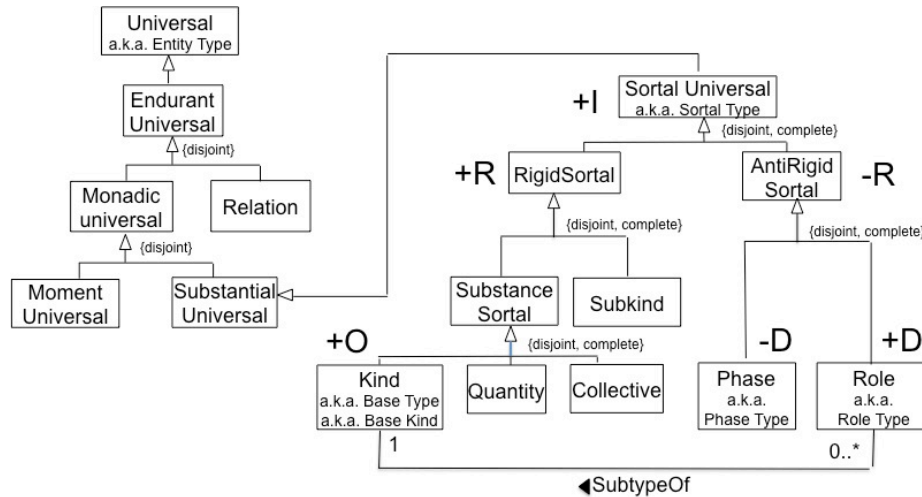 Universal
a.k.a. Entity Type
Endurant
Universal
{disjoint}
Monadic
universal
Relation
{disjoint}
Moment
Universal
Substantial
Universal
+I
Sortal Universal
a.k.a. Sortal Type
{disjoint, complete}
+R
RigidSortal
AntiRigid
Sortal
-R
{disjoint, complete}
{disjoint, complete}
Substance
Sortal
Subkind
+O
{disjoint, complete}
-D
+D
Kind
a.k.a. Base Type
a.k.a. Base Kind
Quantity
Collective
Phase
a.k.a.
Phase Type
Role
a.k.a.
Role Type
1
0..*
◀SubtypeOf